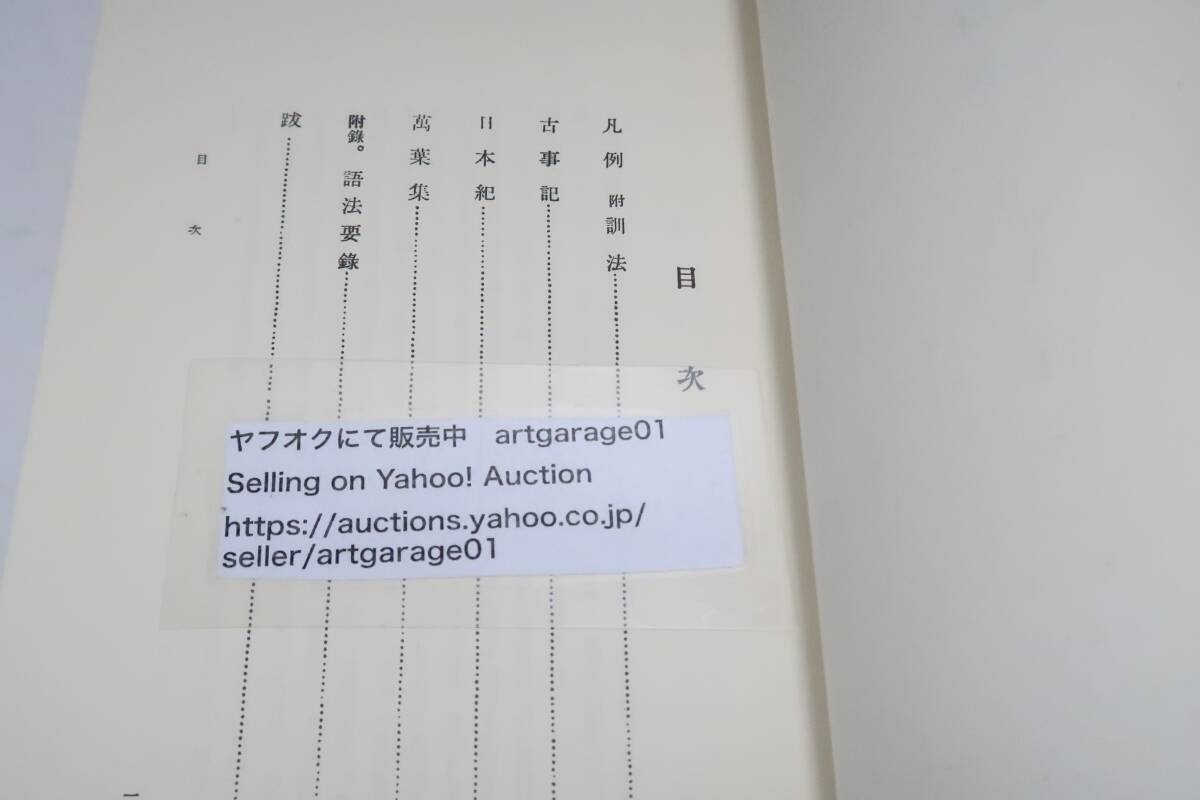 目次
凡例 附訓法
古事記
日本紀
萬葉集
附錄。語法要錄
跋
目次
一
ヤフオクにて販売中 artgarage01
Selling on Yahoo! Auction
https://auctions.yahoo.co.jp/
seller/artgarage01